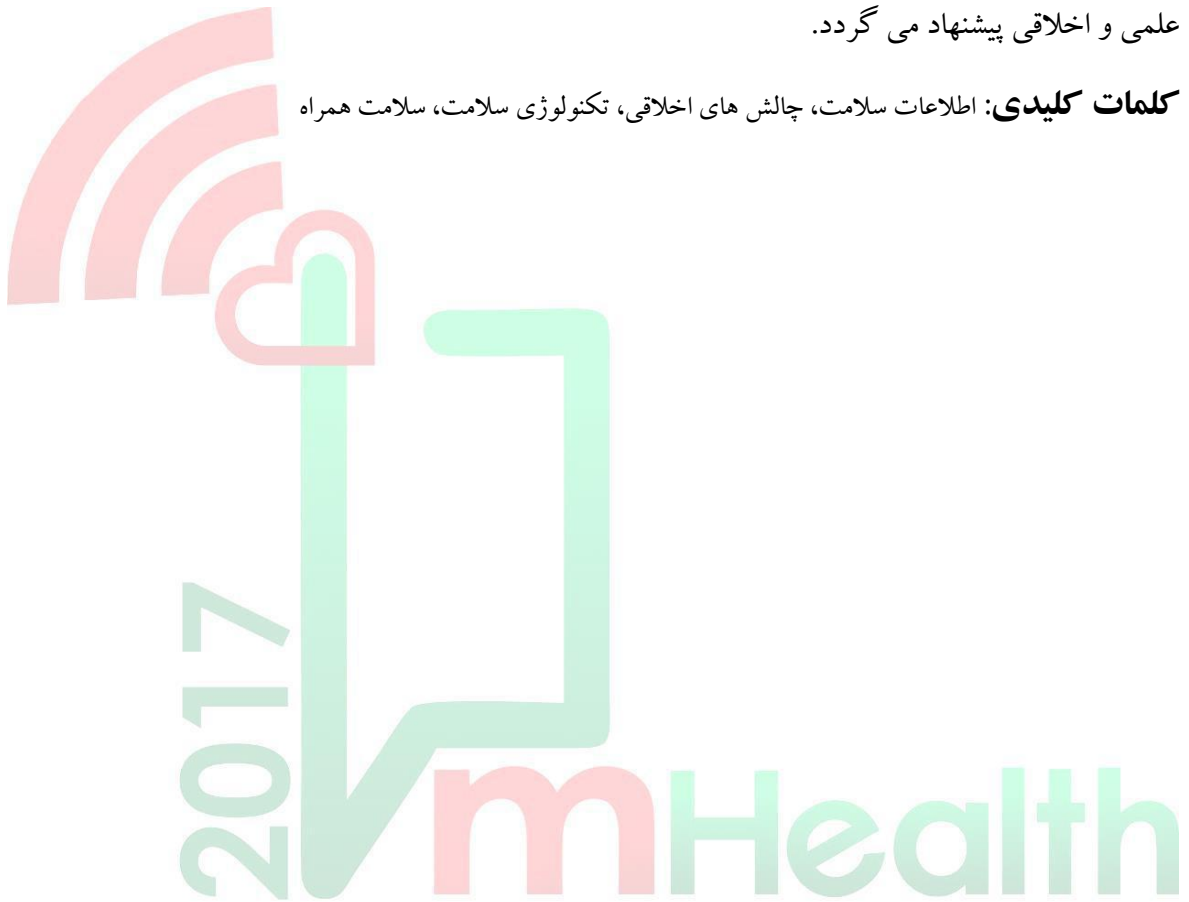 علمی و اخلاقی پیشنهاد می گردد.
کلمات کلیدی: اطلاعات سلامت، چالش های اخلاقی، تکنولوژی سلامت، سلامت همراه
2017
mHealth